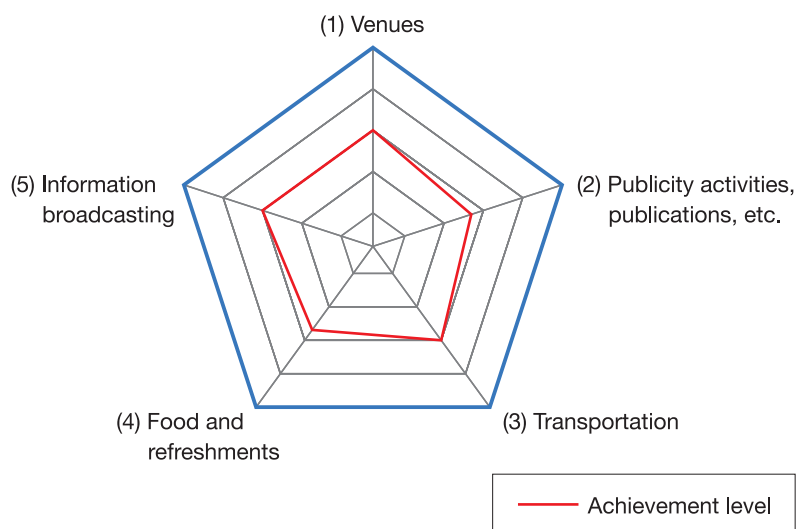 (1) Venues
(5) Information
broadcasting
(2) Publicity activities,
publications, etc.
(4) Food and
refreshments
(3) Transportation
Achievement level